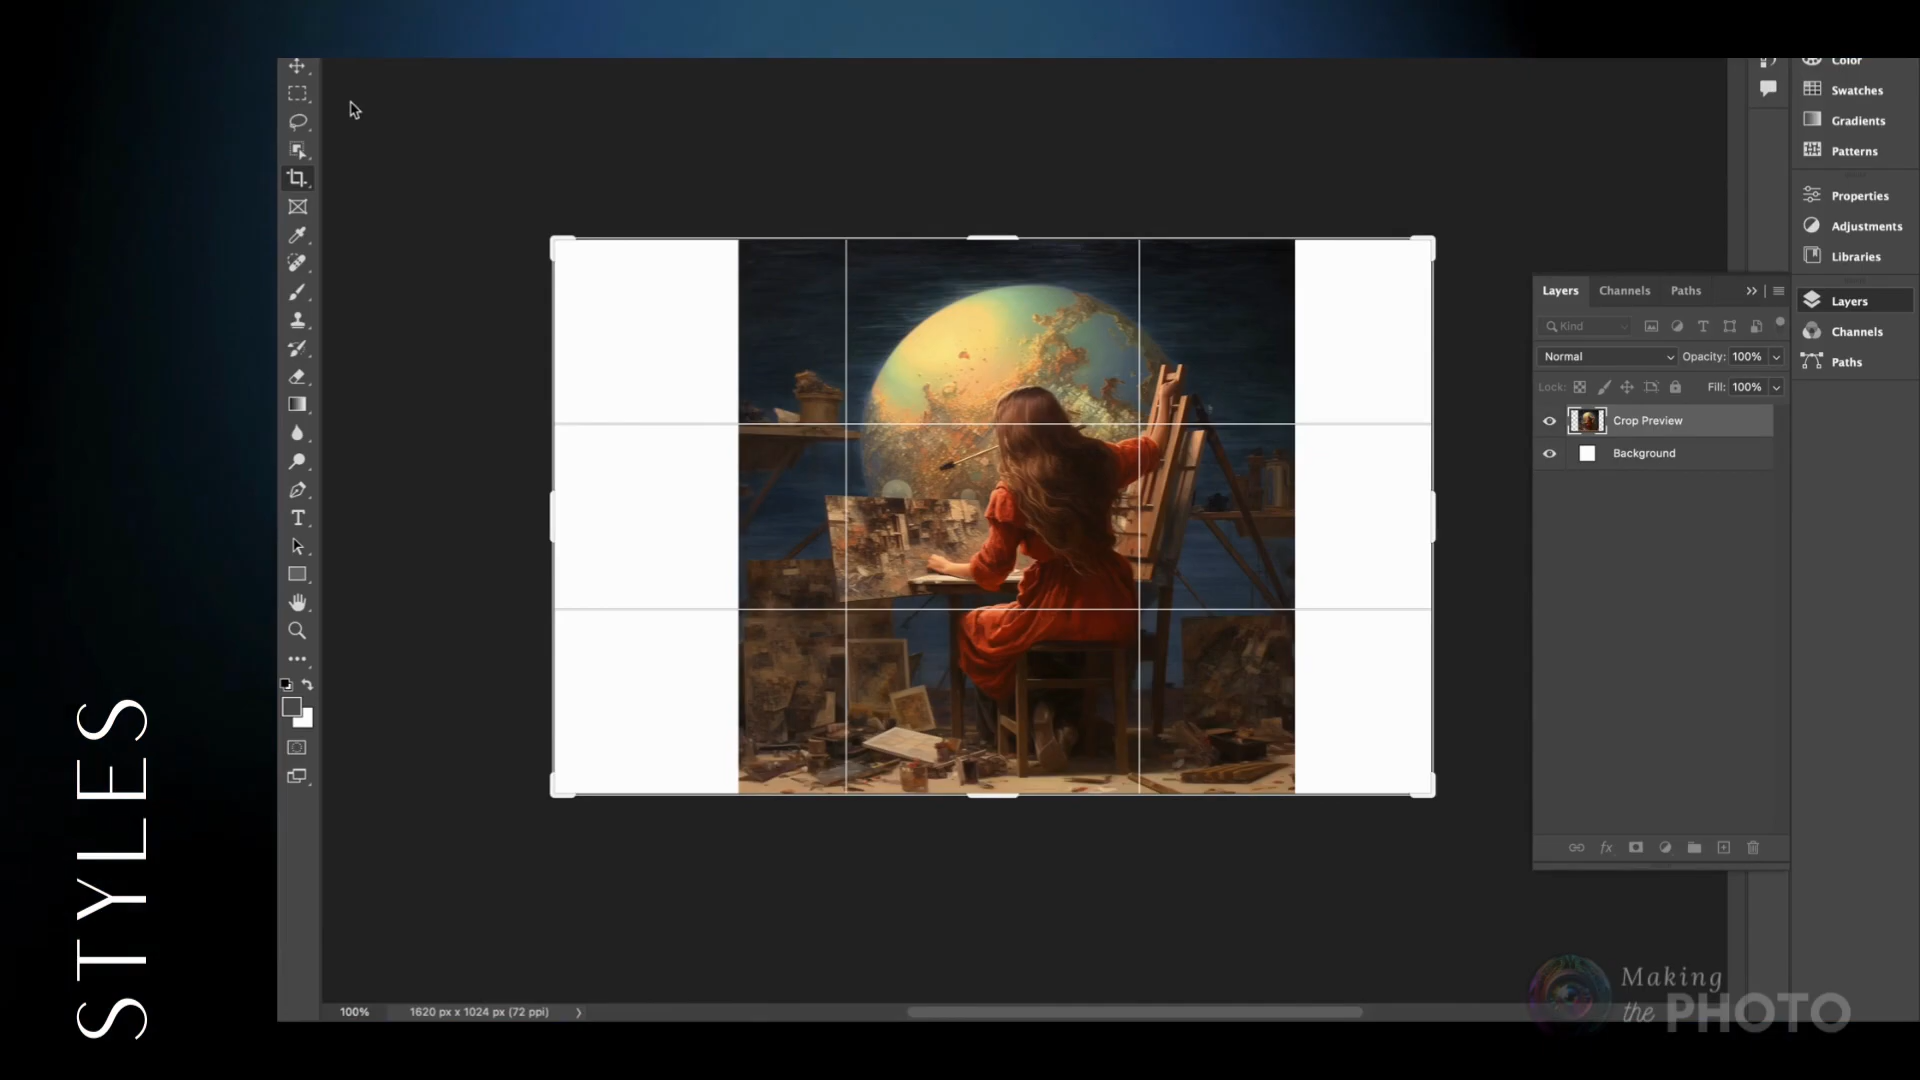 STYLES
Color
Swatches
Gradients
Patterns
Properties
Adjustments
Libraries
Layers
Channels
Paths
Layers Channels Paths
Kind
Normal Opacity: 100%
Lock: Fill: 100%
Crop Preview
Background
fx
100% 1620 px x 1024 px (72 ppi)
Making
the PHOTO